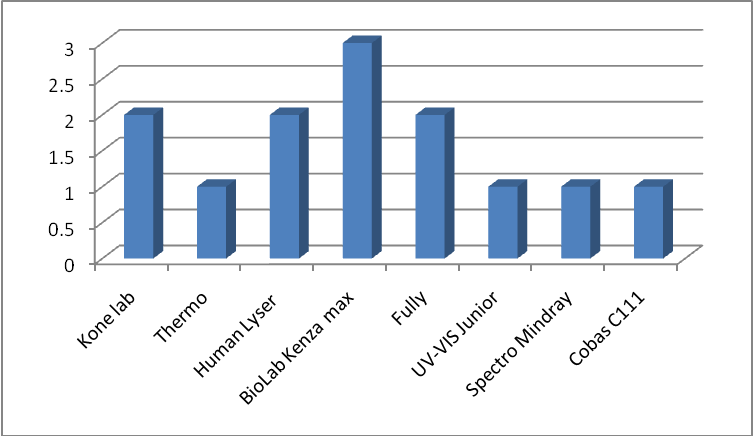 3
2.5
2
1.5
1
0.5
0
Kone lab
Thermo
Human Lyser
BioLab Kenza max
Fully
UV-VIS Junior
Spectro Mindray
Cobas C111